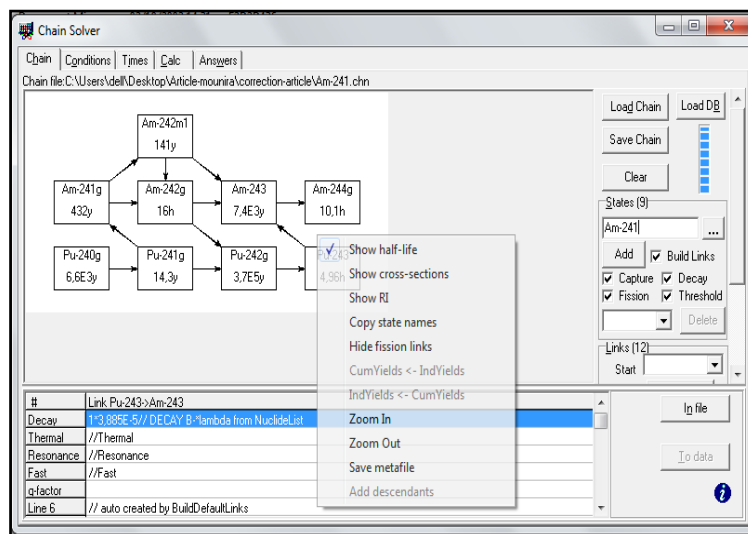 Chain Solver
Chain Conditions Times Calc Answers
Chain file:C:\Users\dell\Desktop\Article-mounira\correction-article\Am-241.chn
Am-242m1
141y
Am-241g Am-242g Am-243 Am-244g
432y 16h 7,4E3y 10,1h
Pu-240g Pu-241g Pu-242g Pu-243
6,6E3y 14,3y 3,7E5y 4,96h
Show half-life
Show cross-sections
Show RI
Copy state names
Hide fission links
CumYields <- IndYields
IndYields <- CumYields
Zoom In
Zoom Out
Save metafile
Add descendants
Load Chain Load DB
Save Chain
Clear
States (9)
Am-241 ...
Add Build Links
Capture Decay
Fission Threshold
Delete
Links (12)
Start
# Link Pu-243->Am-243
Decay 1*3,885E-5// DECAY B-*lambda from NuclideList
Thermal //Thermal
Resonance //Resonance
Fast //Fast
g-factor
Line 6 // auto created by BuildDefaultLinks
In file
To data